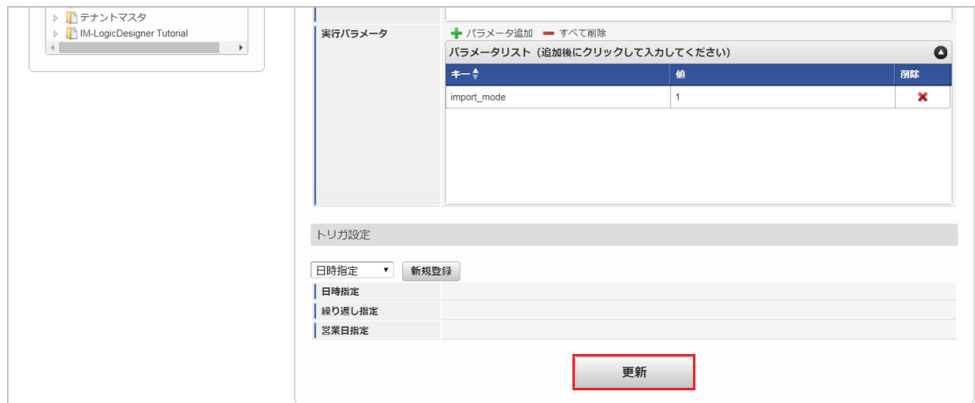 テナントマスタ
IM-LogicDesigner Tutorial
実行パラメータ
パラメータ追加 すべて削除
パラメータリスト（追加後にクリックして入力してください）
キー 値 削除
import_mode 1
トリガ設定
日時指定 新規登録
日時指定
繰り返し指定
営業日指定
更新